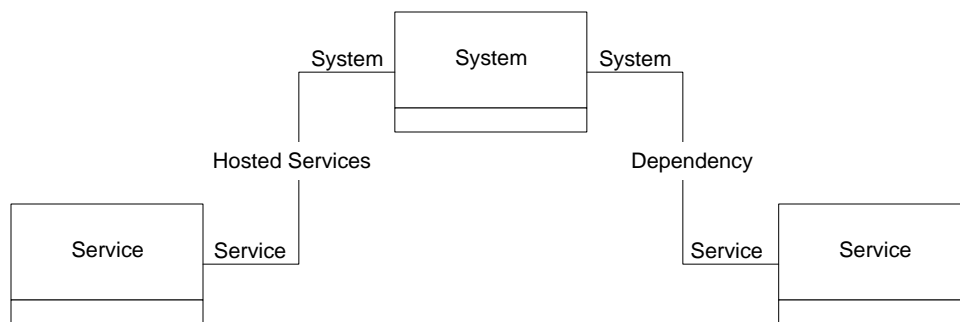 System
System
System
Hosted Services
Dependency
Service
Service
Service
Service